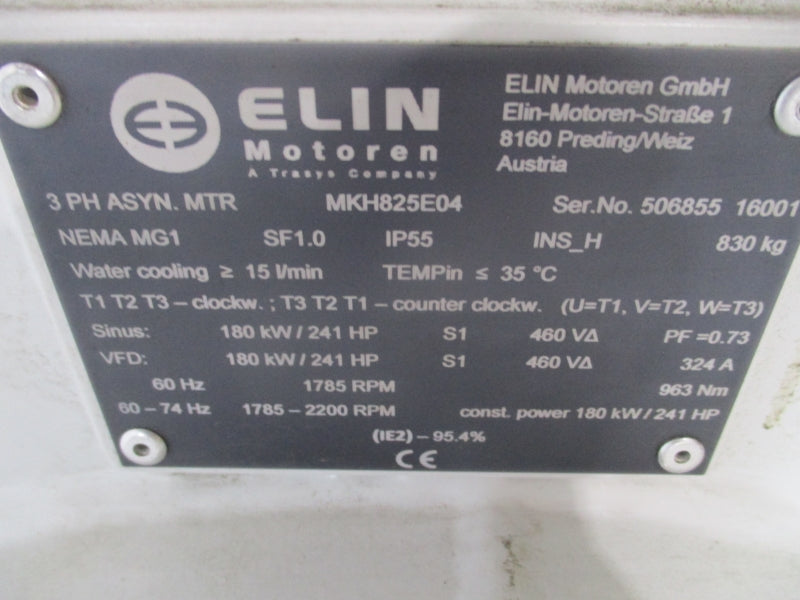 ELIN
Motoren
A Trasys Company
ELIN Motoren GmbH
Elin-Motoren-Straße 1
8160 Preding/Weiz
Austria
3 PH ASYN. MTR MKH825E04 Ser.No. 506855 16001
NEMA MG1 SF1.0 IP55 INS_H 830 kg
Water cooling ≥ 15 l/min TEMPin ≤ 35 °C
T1 T2 T3 – clockw. ; T3 T2 T1 – counter clockw. (U=T1, V=T2, W=T3)
Sinus: 180 kW / 241 HP S1 460 VΔ PF =0.73
VFD: 180 kW / 241 HP S1 460 VΔ 324 A
60 Hz 1785 RPM 963 Nm
60 – 74 Hz 1785 – 2200 RPM const. power 180 kW / 241 HP
(IE2) – 95.4%
CE